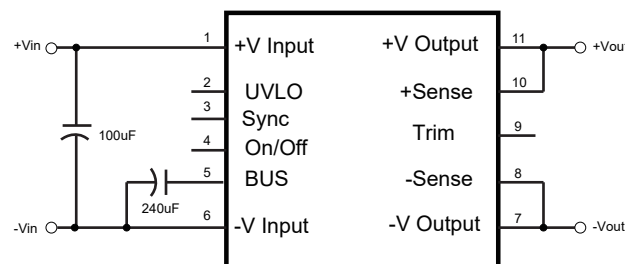 +Vin
1
+V Input
+V Output
11
+Vout
2
UVLO
+Sense
10
3
Sync
100uF
Trim
9
4
On/Off
5
BUS
-Sense
8
240uF
-Vin
6
-V Input
-V Output
7
-Vout